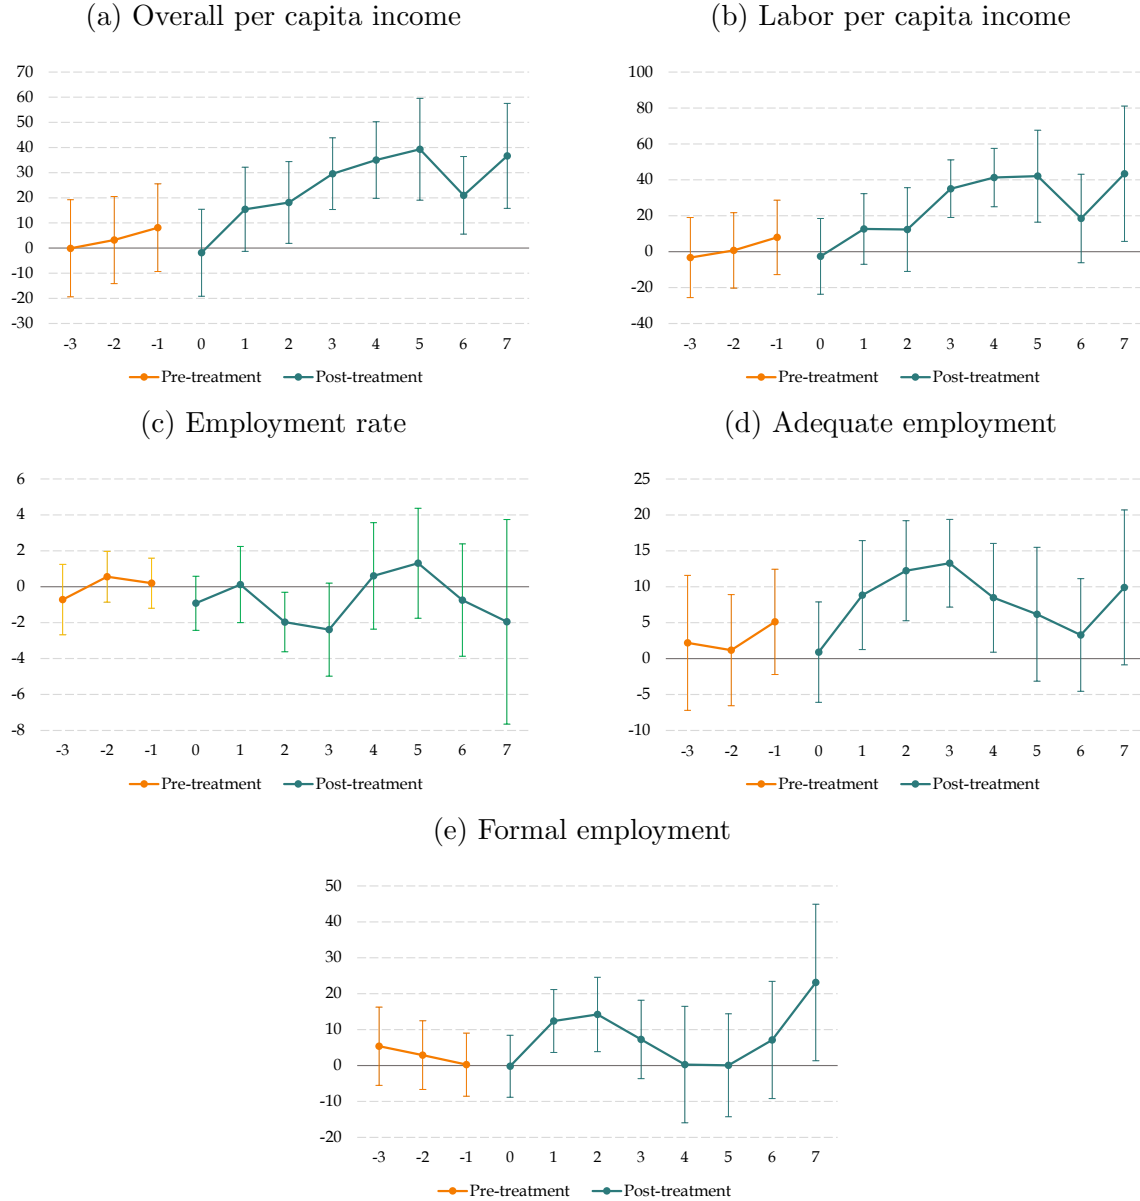 (a) Overall per capita income
(b) Labor per capita income
70
60
50
40
30
20
10
0
-10
-20
-30
-3 -2 -1 0 1 2 3 4 5 6 7
Pre-treatment Post-treatment
100
80
60
40
20
0
-20
-40
-3 -2 -1 0 1 2 3 4 5 6 7
Pre-treatment Post-treatment
(c) Employment rate
(d) Adequate employment
6
4
2
0
-2
-4
-6
-8
-3 -2 -1 0 1 2 3 4 5 6 7
Pre-treatment Post-treatment
25
20
15
10
5
0
-5
-10
-3 -2 -1 0 1 2 3 4 5 6 7
Pre-treatment Post-treatment
(e) Formal employment
50
40
30
20
10
0
-10
-20
-3 -2 -1 0 1 2 3 4 5 6 7
Pre-treatment Post-treatment